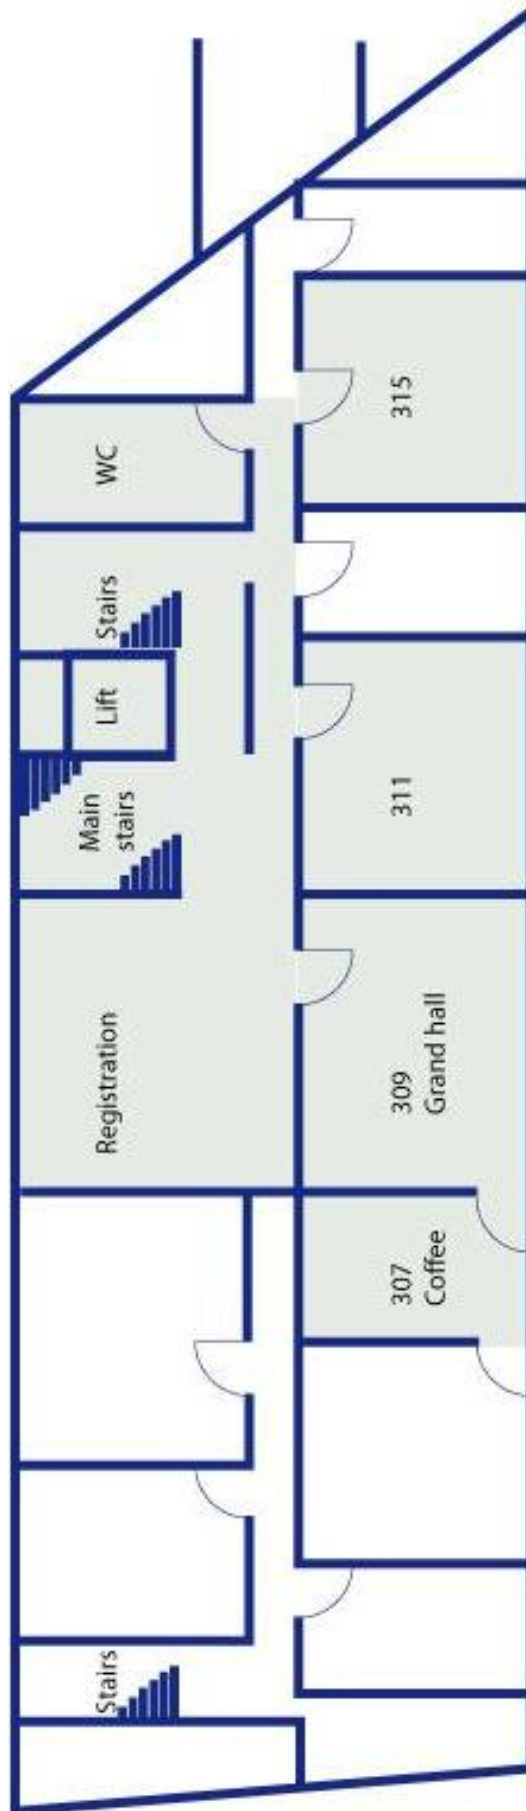 Stairs
Registration
Main
stairs
Lift
Stairs
WC
307
Coffee
309
Grand hall
311
315